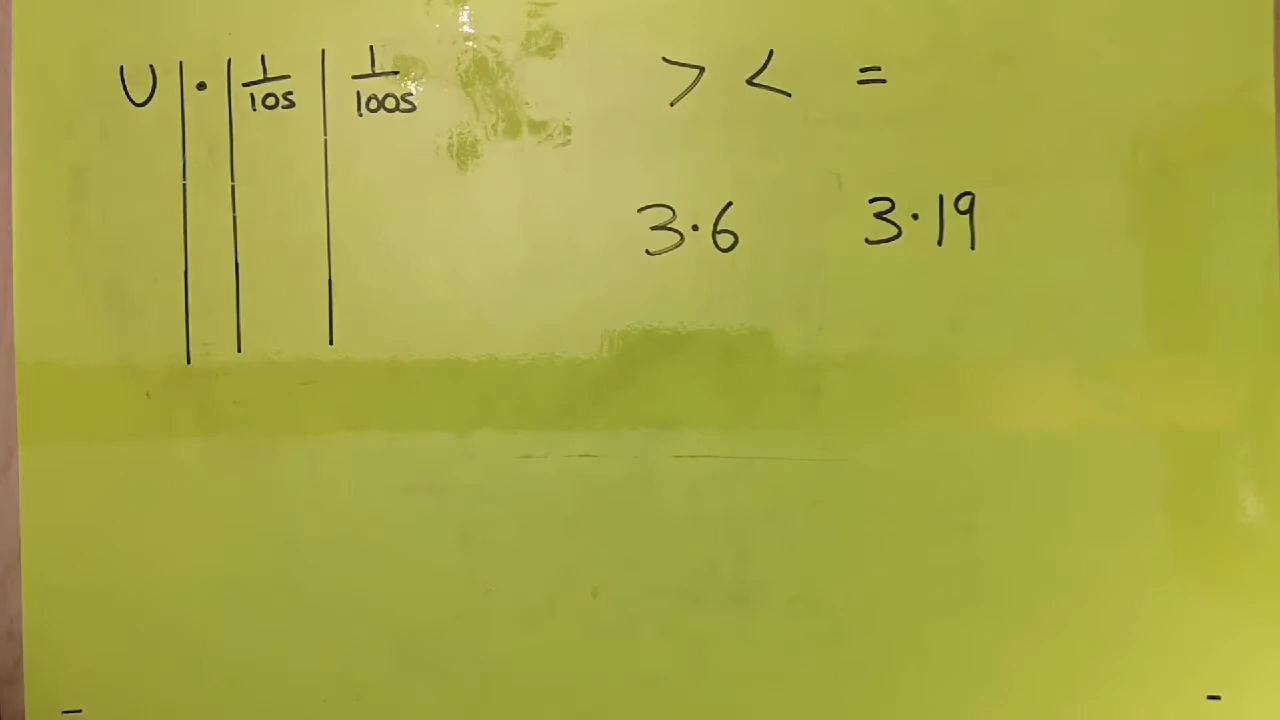 U | · | 1/10s | 1/100s > < =
3·6 3·19